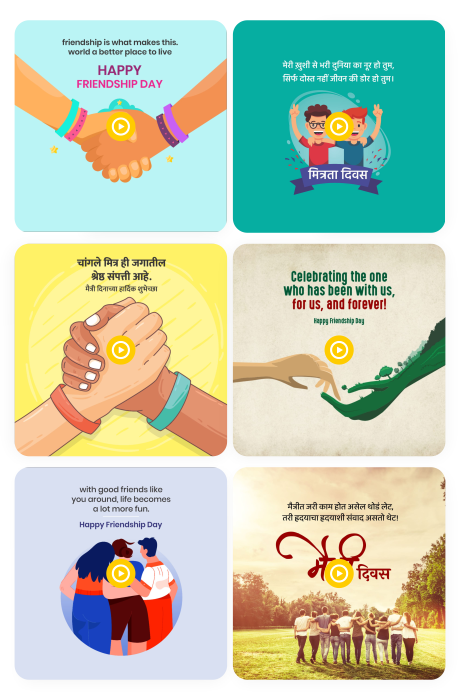 friendship is what makes this.
world a better place to live
HAPPY
FRIENDSHIP DAY
मेरी ख़ुशी से भरी दुनिया का नूर हो तुम,
सिर्फ दोस्त नहीं जीवन की डोर हो तुम।
मित्रता दिवस
चांगले मित्र ही जगातील
श्रेष्ठ संपत्ती आहे.
मैत्री दिनाच्या हार्दिक शुभेच्छा
Celebrating the one
who has been with us,
for us, and forever!
Happy Friendship Day
with good friends like
you around, life becomes
a lot more fun.
Happy Friendship Day
मैत्रीत जरी काम होत असेल थोडं लेट,
तरी हृदयाचा हृदयाशी संवाद असतो थेट!
दिवस